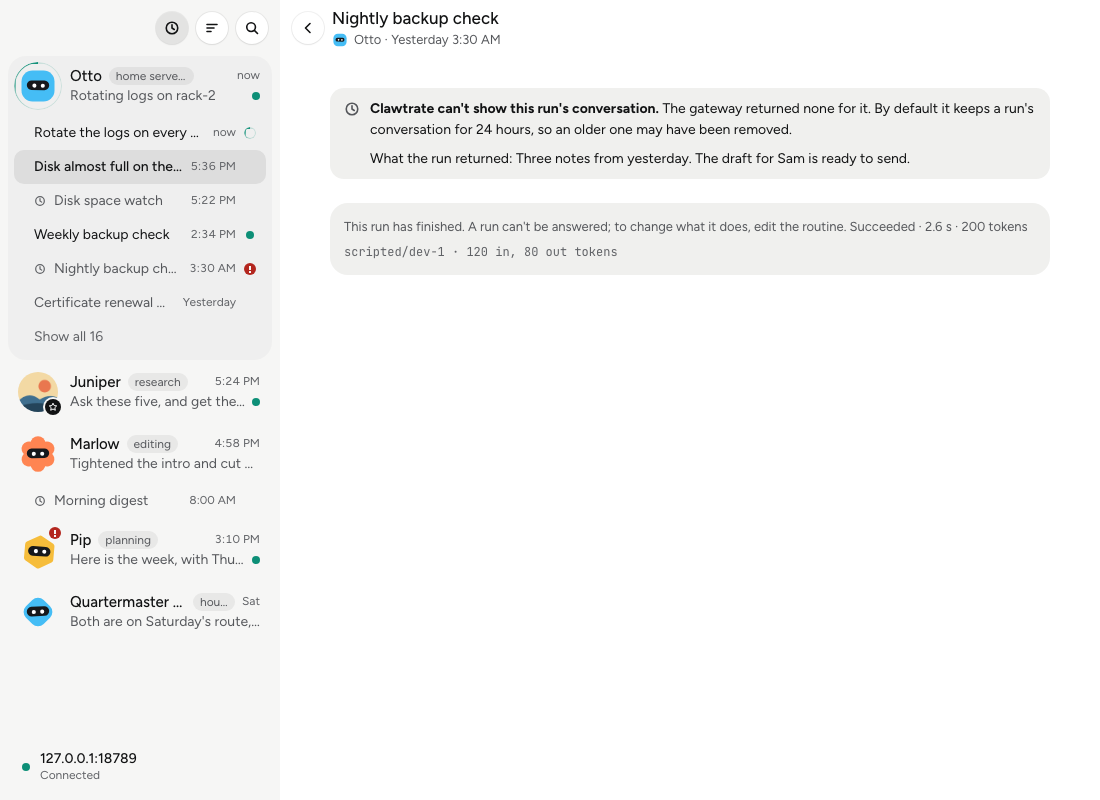 Otto home serve... now
Rotating logs on rack-2
Rotate the logs on every ... now
Disk almost full on the... 5:36 PM
Disk space watch 5:22 PM
Weekly backup check 2:34 PM
Nightly backup ch... 3:30 AM
Certificate renewal ... Yesterday
Show all 16
Juniper research 5:24 PM
Ask these five, and get the...
Marlow editing 4:58 PM
Tightened the intro and cut ...
Morning digest 8:00 AM
Pip planning 3:10 PM
Here is the week, with Thu...
Quartermaster ... hou... Sat
Both are on Saturday's route,...
127.0.0.1:18789
Connected
Nightly backup check
Otto · Yesterday 3:30 AM
Clawtrate can't show this run's conversation. The gateway returned none for it. By default it keeps a run's
conversation for 24 hours, so an older one may have been removed.
What the run returned: Three notes from yesterday. The draft for Sam is ready to send.
This run has finished. A run can't be answered; to change what it does, edit the routine. Succeeded · 2.6 s · 200 tokens
scripted/dev-1 · 120 in, 80 out tokens